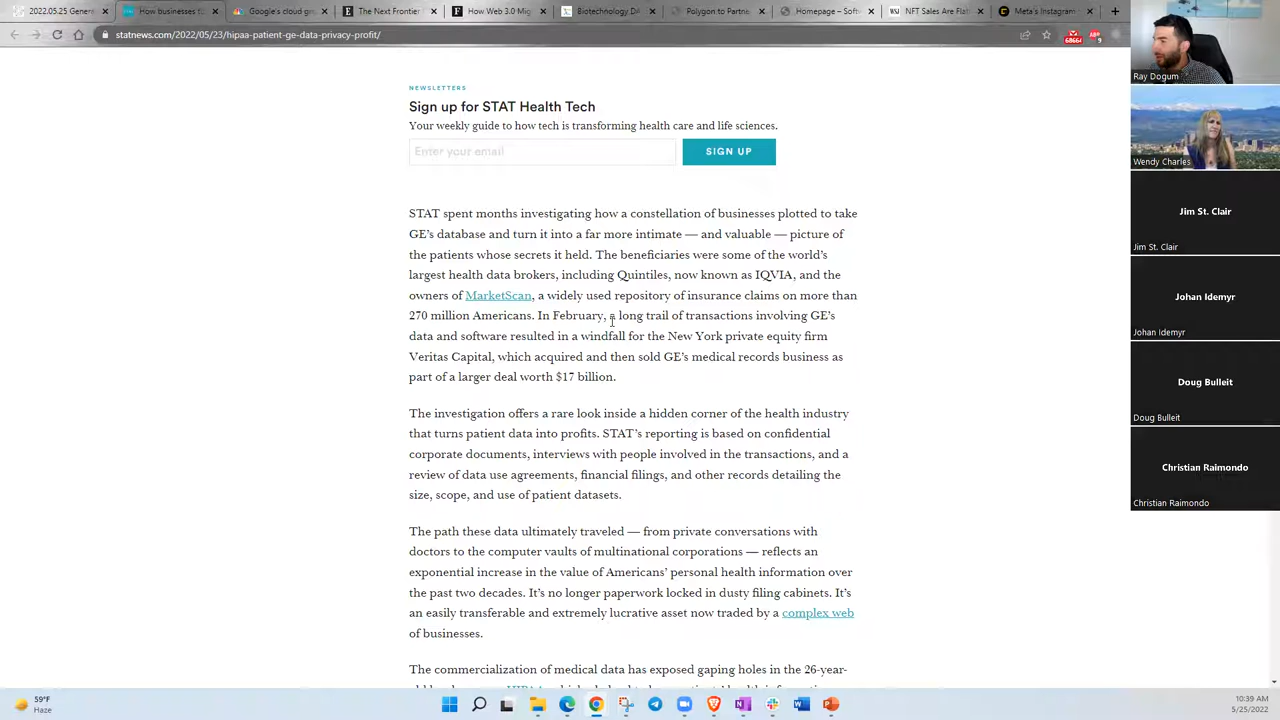 2022.05.25 Genera
How businesses
Google's cloud gr
The Next Frontier
How Web 3.0 Mig
Biotechnology Da
Polygon to Partne
Homepage – Soft
NFT Sales Are Flat
Meta's Instagram
statnews.com/2022/05/23/hipaa-patient-ge-data-privacy-profit/
NEWSLETTERS
Sign up for STAT Health Tech
Your weekly guide to how tech is transforming health care and life sciences.
Enter your email
SIGN UP
STAT spent months investigating how a constellation of businesses plotted to take
GE's database and turn it into a far more intimate — and valuable — picture of
the patients whose secrets it held. The beneficiaries were some of the world's
largest health data brokers, including Quintiles, now known as IQVIA, and the
owners of MarketScan, a widely used repository of insurance claims on more than
270 million Americans. In February, a long trail of transactions involving GE's
data and software resulted in a windfall for the New York private equity firm
Veritas Capital, which acquired and then sold GE's medical records business as
part of a larger deal worth $17 billion.
The investigation offers a rare look inside a hidden corner of the health industry
that turns patient data into profits. STAT's reporting is based on confidential
corporate documents, interviews with people involved in the transactions, and a
review of data use agreements, financial filings, and other records detailing the
size, scope, and use of patient datasets.
The path these data ultimately traveled — from private conversations with
doctors to the computer vaults of multinational corporations — reflects an
exponential increase in the value of Americans' personal health information over
the past two decades. It's no longer paperwork locked in dusty filing cabinets. It's
an easily transferable and extremely lucrative asset now traded by a complex web
of businesses.
The commercialization of medical data has exposed gaping holes in the 26-year-
Ray Dogum
Wendy Charles
Jim St. Clair
Jim St. Clair
Johan Idemyr
Johan Idemyr
Doug Bulleit
Doug Bulleit
Christian Raimondo
Christian Raimondo
59°F
Haze
10:39 AM
5/25/2022